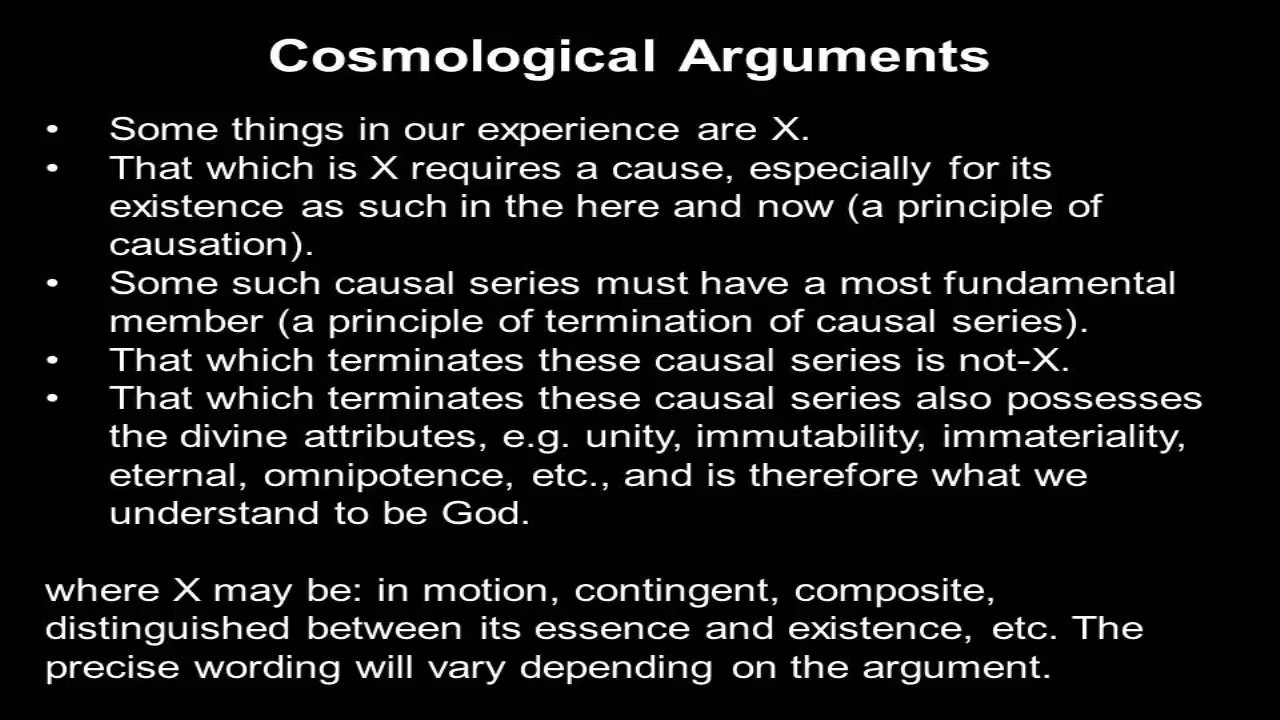 Cosmological Arguments
• Some things in our experience are X.
• That which is X requires a cause, especially for its
existence as such in the here and now (a principle of
causation).
• Some such causal series must have a most fundamental
member (a principle of termination of causal series).
• That which terminates these causal series is not-X.
• That which terminates these causal series also possesses
the divine attributes, e.g. unity, immutability, immateriality,
eternal, omnipotence, etc., and is therefore what we
understand to be God.
where X may be: in motion, contingent, composite,
distinguished between its essence and existence, etc. The
precise wording will vary depending on the argument.